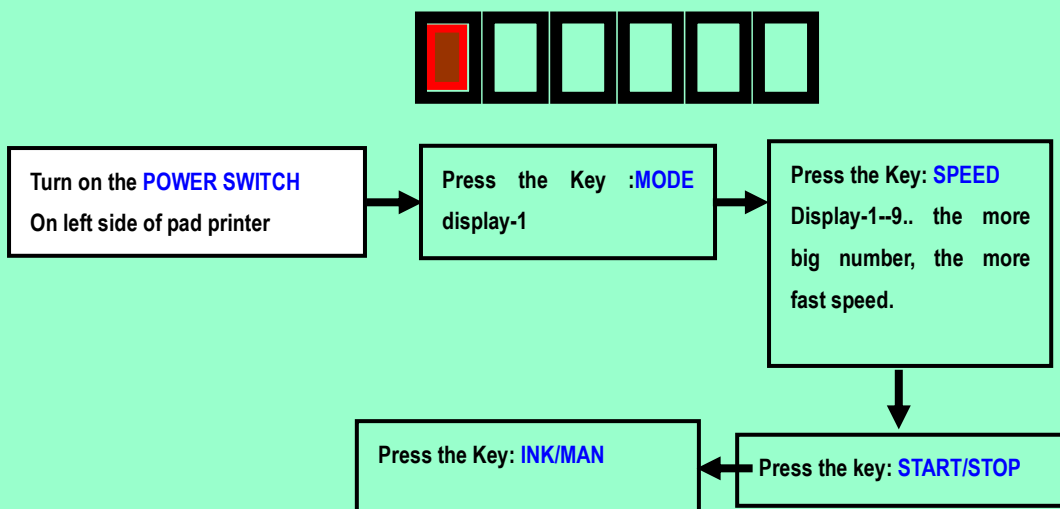 Turn on the POWER SWITCH
On left side of pad printer
Press the Key :MODE
display-1
Press the Key: SPEED
Display-1--9.. the more
big number, the more
fast speed.
Press the key: START/STOP
Press the Key: INK/MAN